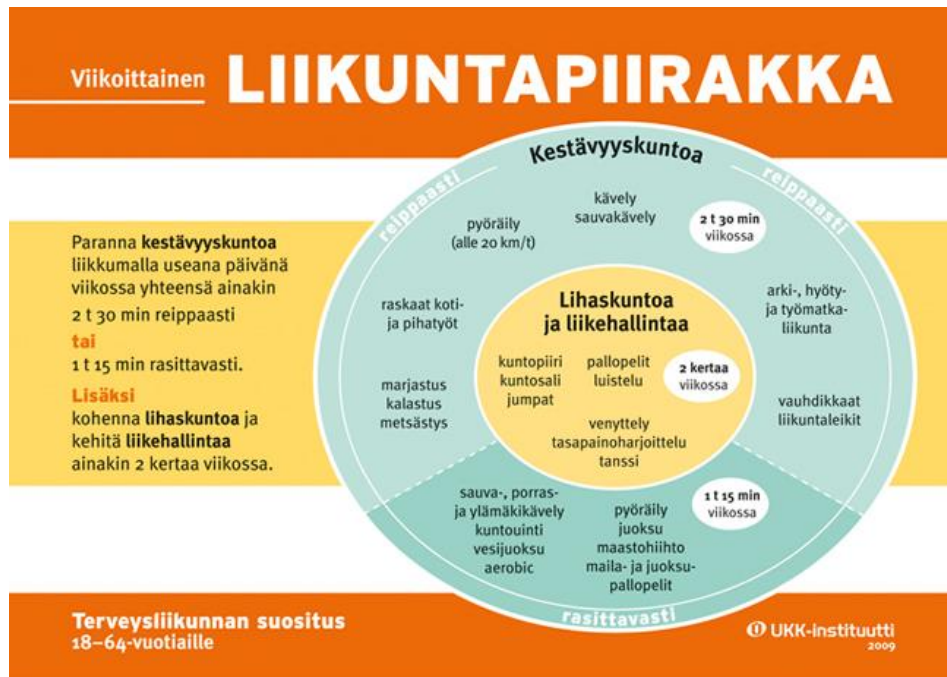 Viikoittainen LIIKUNTAPIIRAKKA
Paranna kestävyyskuntoa
liikkumalla useana päivänä
viikossa yhteensä ainakin
2 t 30 min reippaasti
tai
1 t 15 min rasittavasti.
Lisäksi
kohenna lihaskuntoa ja
kehitä liikehallintaa
ainakin 2 kertaa viikossa.
Kestävyyskuntoa
reippaasti
reippaasti
kävely
sauvakävely
2 t 30 min
viikossa
pyöräily
(alle 20 km/t)
raskaat koti-
ja pihatyöt
arki-, hyöty-
ja työmatka-
liikunta
marjastus
kalastus
metsästys
vauhdikkaat
liikuntaleikit
Lihaskuntoa
ja liikehallintaa
kuntopiiri
kuntosali
jumpat
pallopelit
luistelu
2 kertaa
viikossa
venyttely
tasapainoharjoittelu
tanssi
sauva-, porras-
ja ylämäkikävely
kuntouinti
vesijuoksu
aerobic
pyöräily
juoksu
maastohiihto
maila- ja juoksu-
pallopelit
1 t 15 min
viikossa
rasittavasti
Terveysliikunnan suositus
18–64-vuotiaille
UKK-instituutti
2009